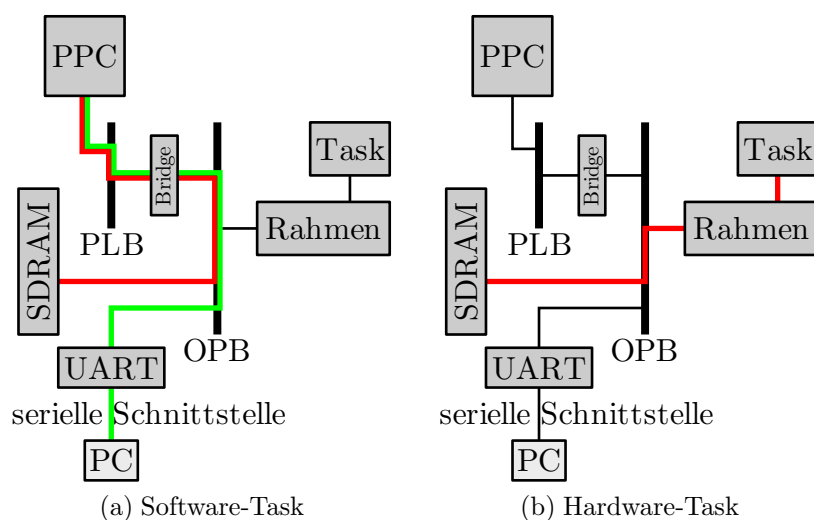 PPC
Bridge
Task
SDRAM
PLB
Rahmen
OPB
UART
serielle Schnittstelle
PC
(a) Software-Task
PPC
Bridge
Task
SDRAM
PLB
Rahmen
OPB
UART
serielle Schnittstelle
PC
(b) Hardware-Task